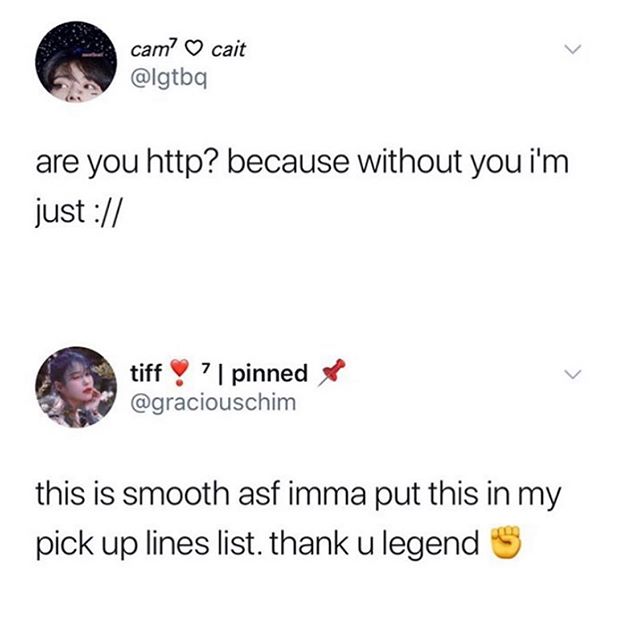 cam⁷ ♡ cait
@lgtbq
are you http? because without you i'm
just ://
tiff ❣️ ⁷ | pinned 📌
@graciouschim
this is smooth asf imma put this in my
pick up lines list. thank u legend ✊